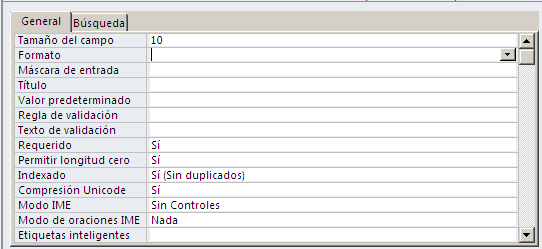 General Búsqueda
Tamaño del campo 10
Formato
Máscara de entrada
Título
Valor predeterminado
Regla de validación
Texto de validación
Requerido Sí
Permitir longitud cero Sí
Indexado Sí (Sin duplicados)
Compresión Unicode Sí
Modo IME Sin Controles
Modo de oraciones IME Nada
Etiquetas inteligentes